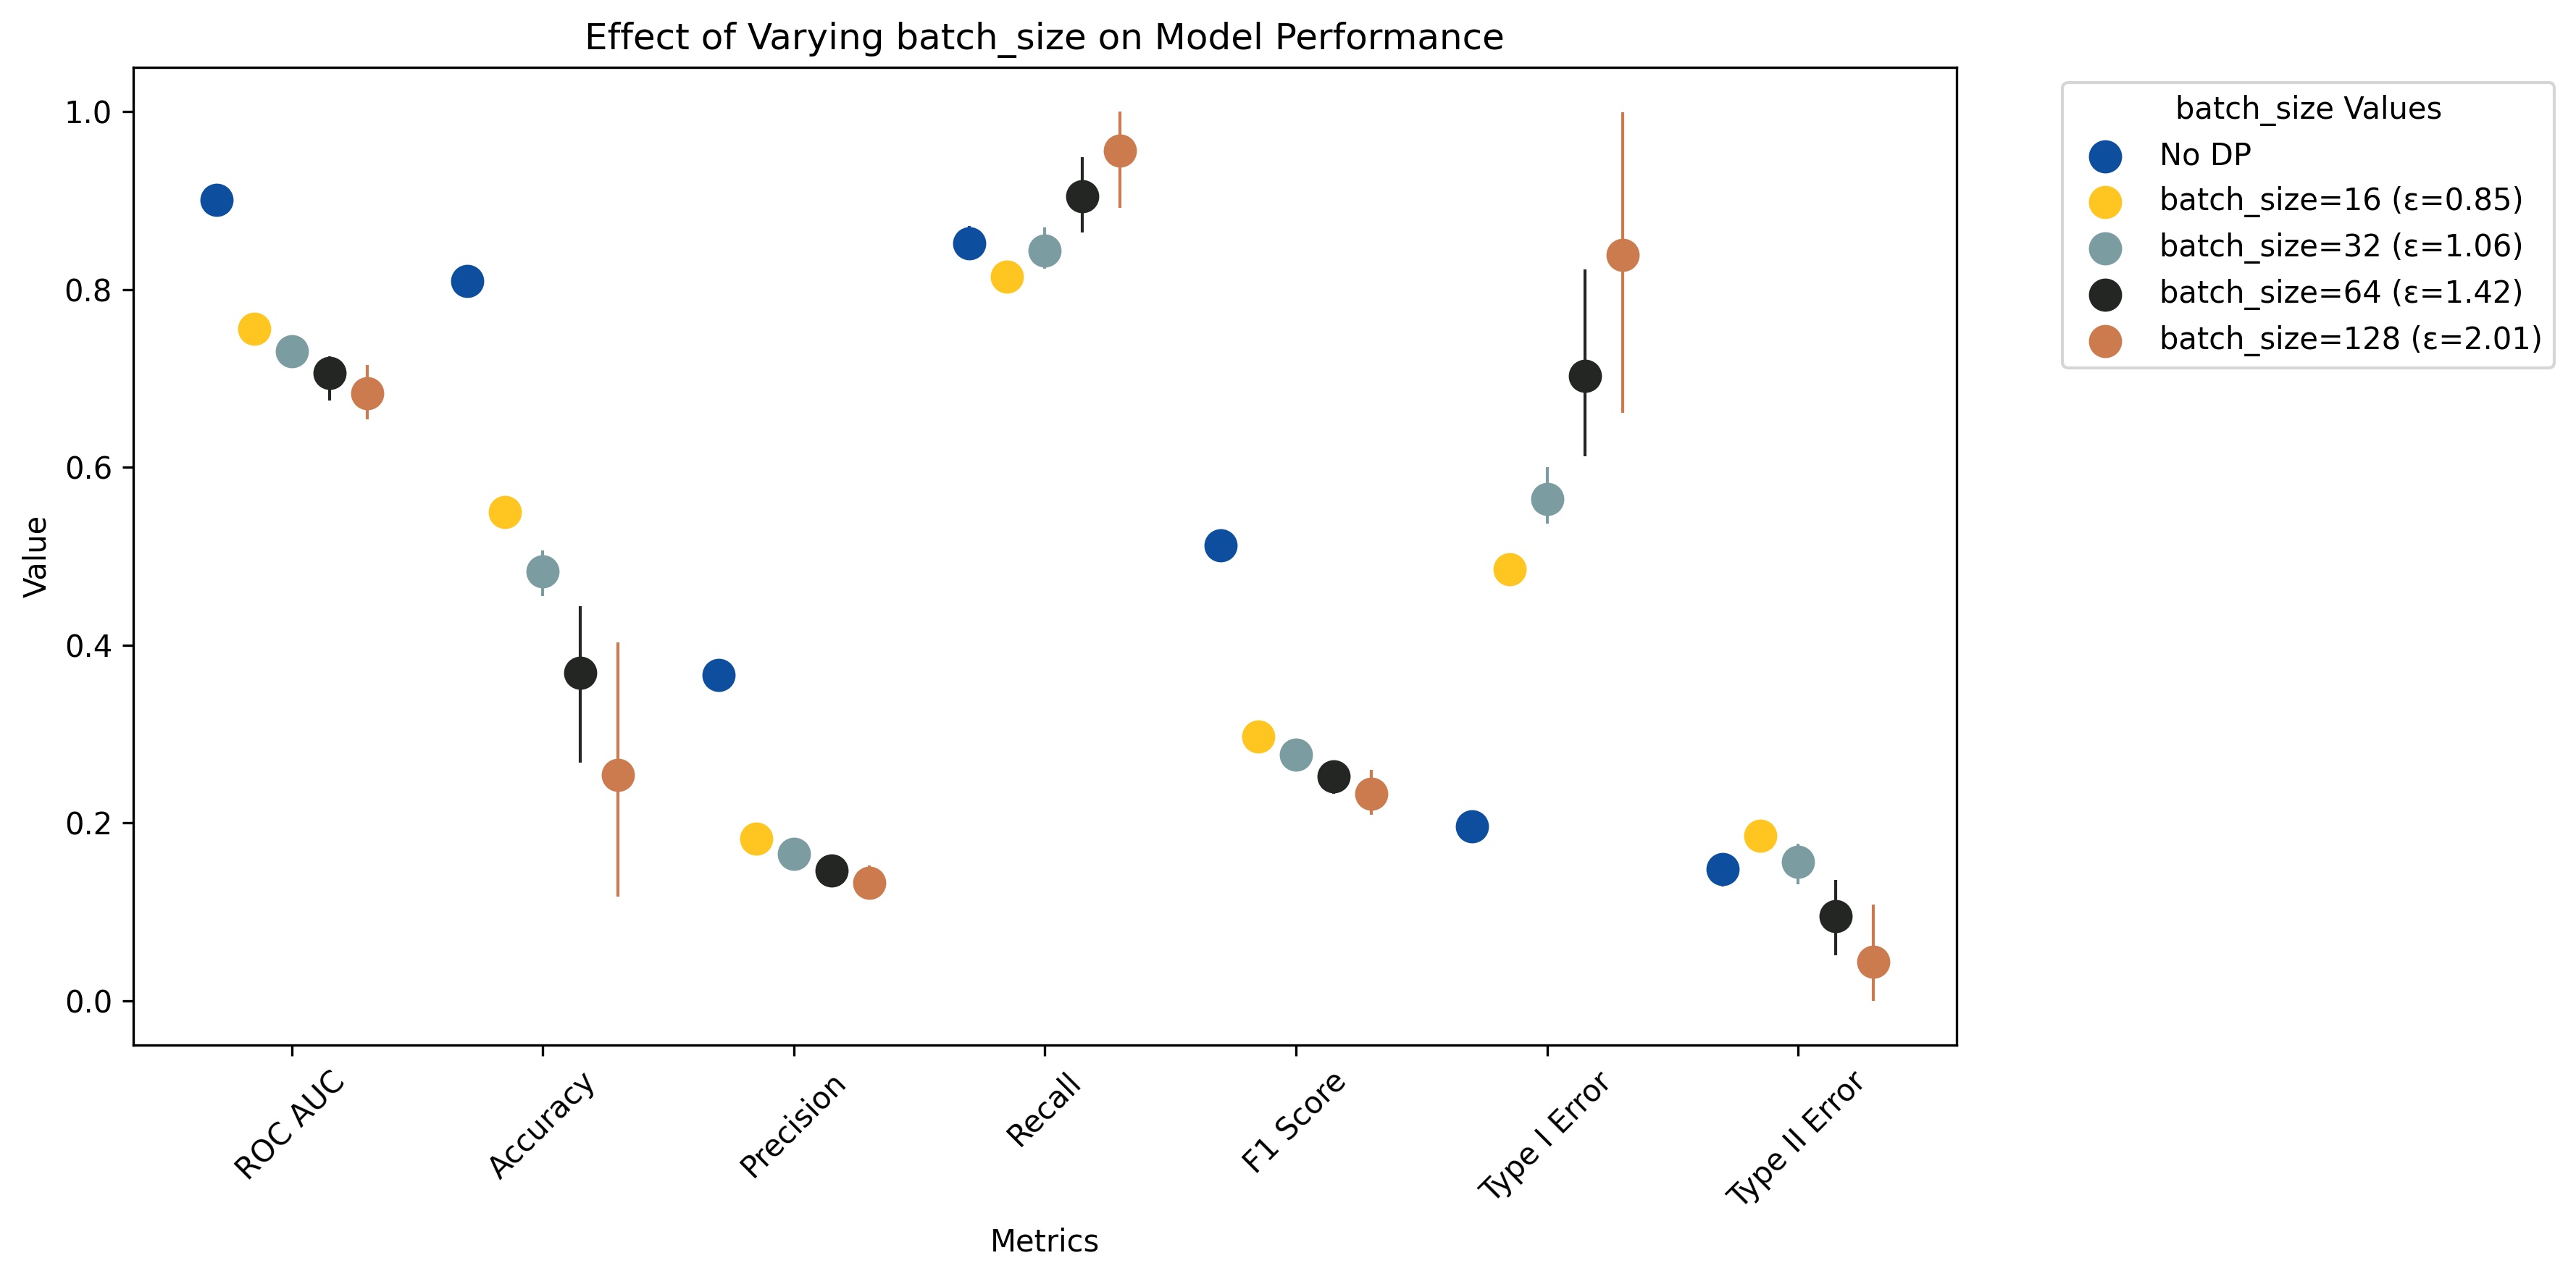 Effect of Varying batch_size on Model Performance
Value
1.0
0.8
0.6
0.4
0.2
0.0
ROC AUC
Accuracy
Precision
Recall
F1 Score
Type I Error
Type II Error
Metrics
batch_size Values
No DP
batch_size=16 (ε=0.85)
batch_size=32 (ε=1.06)
batch_size=64 (ε=1.42)
batch_size=128 (ε=2.01)